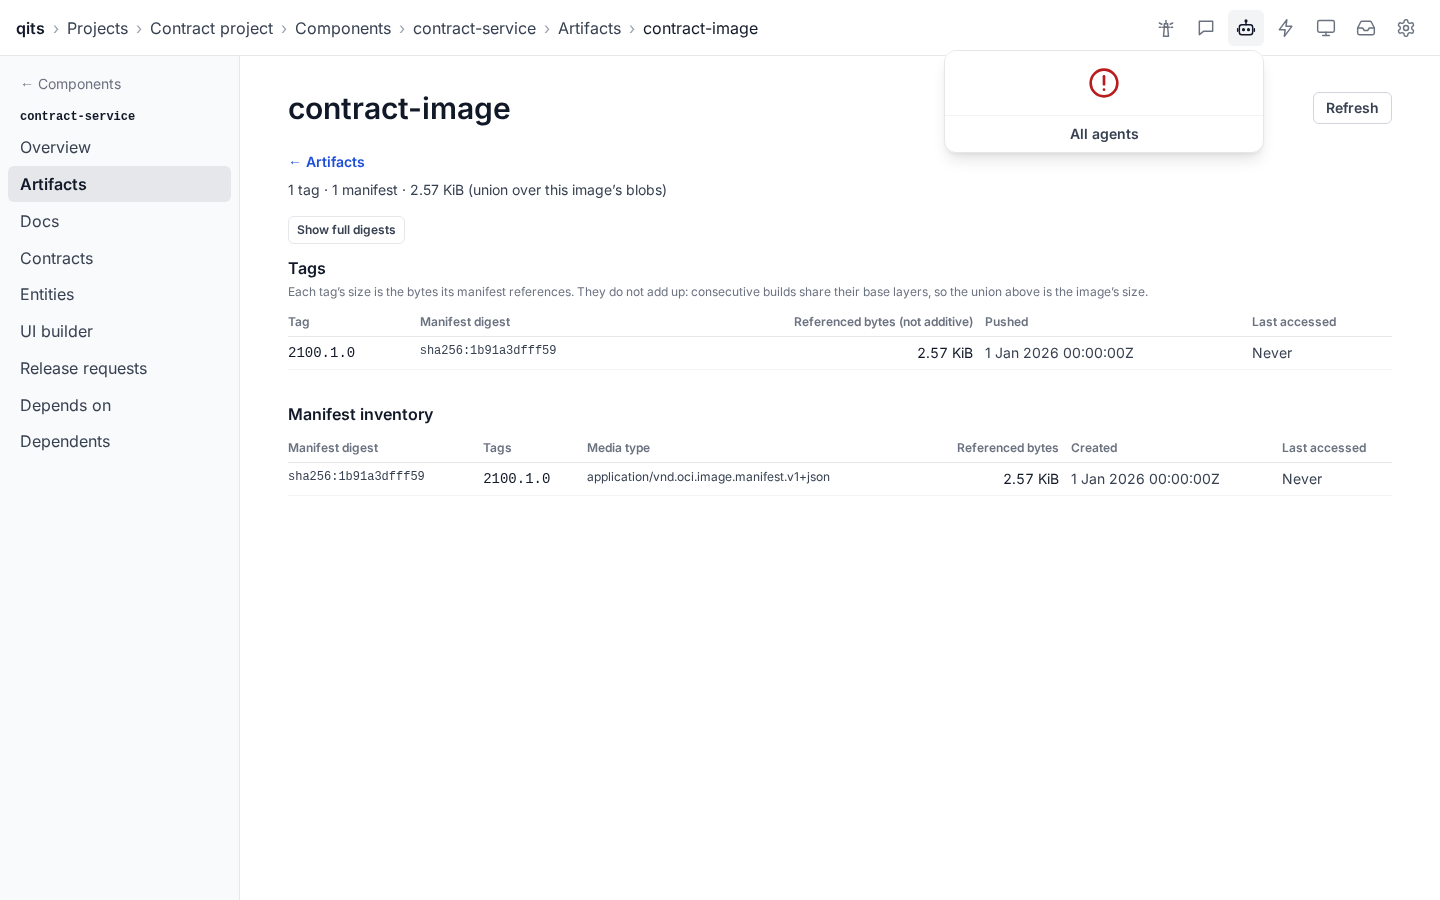 qits › Projects › Contract project › Components › contract-service › Artifacts › contract-image
← Components
contract-service
Overview
Artifacts
Docs
Contracts
Entities
UI builder
Release requests
Depends on
Dependents
All agents
contract-image
Refresh
← Artifacts
1 tag · 1 manifest · 2.57 KiB (union over this image’s blobs)
Show full digests
Tags
Each tag’s size is the bytes its manifest references. They do not add up: consecutive builds share their base layers, so the union above is the image’s size.
Tag Manifest digest Referenced bytes (not additive) Pushed Last accessed
2100.1.0 sha256:1b91a3dfff59 2.57 KiB 1 Jan 2026 00:00:00Z Never
Manifest inventory
Manifest digest Tags Media type Referenced bytes Created Last accessed
sha256:1b91a3dfff59 2100.1.0 application/vnd.oci.image.manifest.v1+json 2.57 KiB 1 Jan 2026 00:00:00Z Never